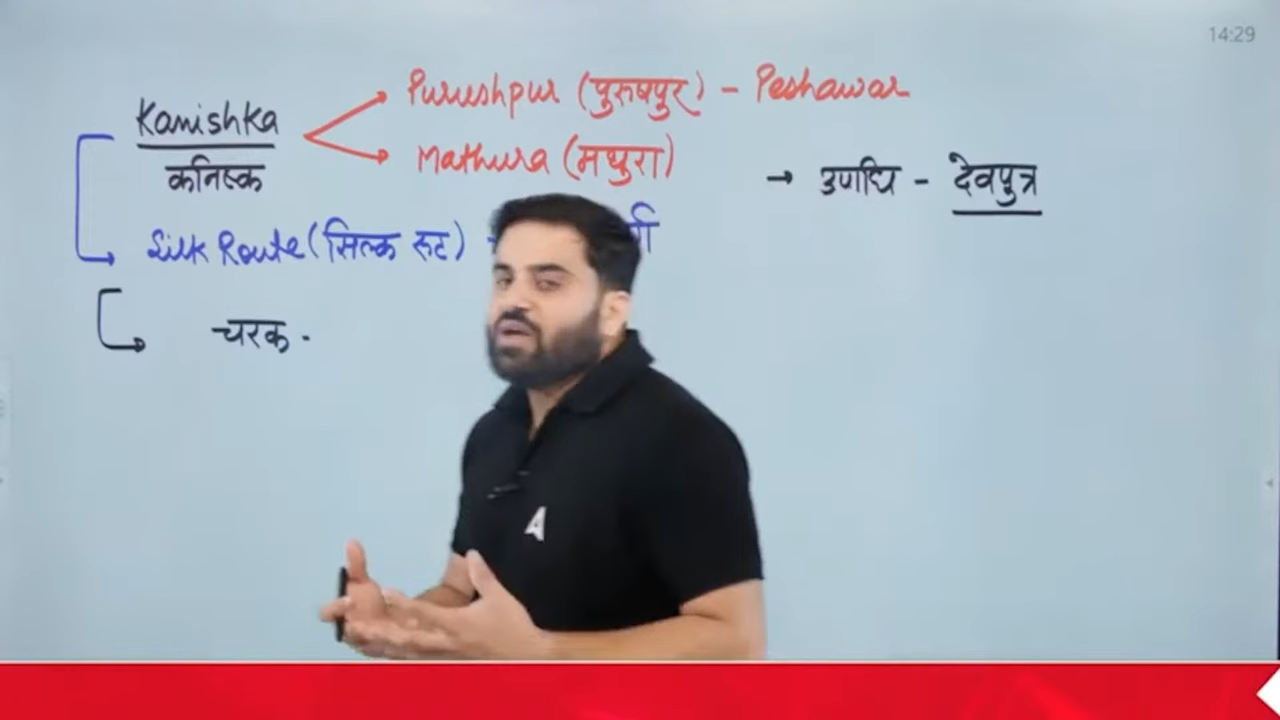 14:29
Purushpur (पुरुषपुर) - Peshawar
Kanishka
Mathura (मथुरा)
कनिस्क
→ उपाधि - देवपुत्र
Silk Route (सिल्क रूट)
चरक -
A